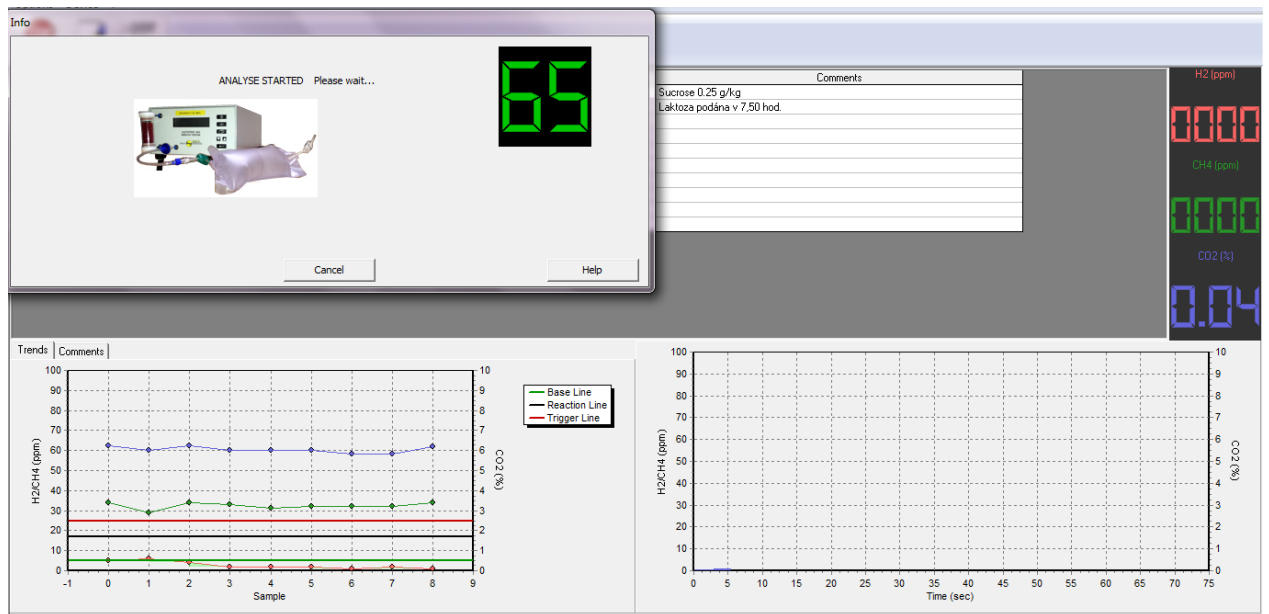 Info
ANALYSE STARTED Please wait...
65
Cancel
Help
Comments
Sucrose 0.25 g/kg
Laktoza podána v 7,50 hod.
H2 (ppm)
0000
CH4 (ppm)
0000
CO2 (%)
0.04
Trends
Comments
100
90
80
70
60
50
40
30
20
10
0
H2/CH4 (ppm)
10
9
8
7
6
5
4
3
2
1
0
CO2 (%)
-1 0 1 2 3 4 5 6 7 8 9
Sample
Base Line
Reaction Line
Trigger Line
100
90
80
70
60
50
40
30
20
10
0
H2/CH4 (ppm)
10
9
8
7
6
5
4
3
2
1
0
CO2 (%)
0 5 10 15 20 25 30 35 40 45 50 55 60 65 70 75
Time (sec)